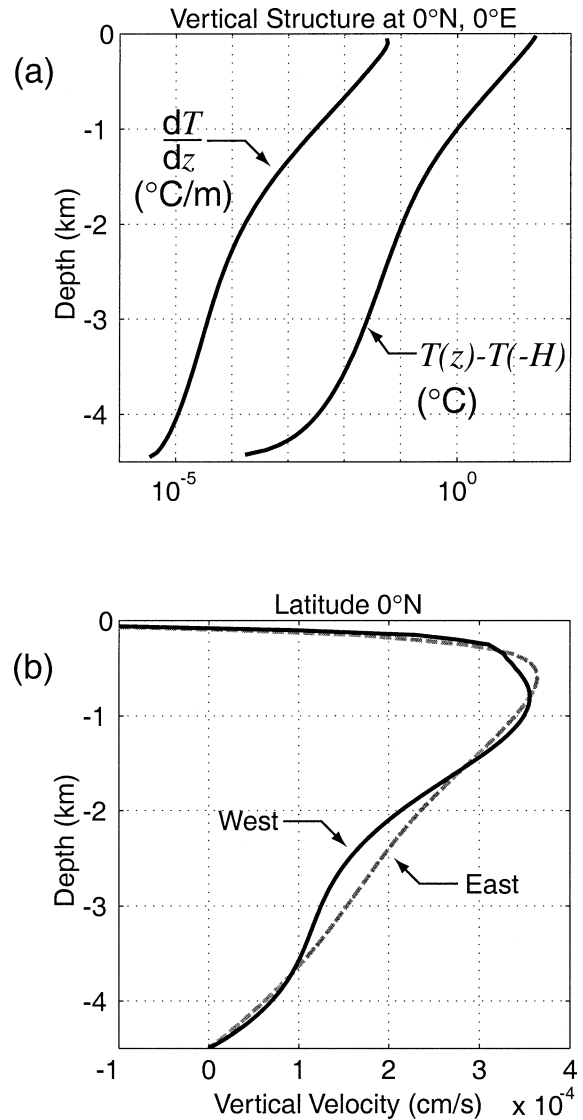 Vertical Structure at 0°N, 0°E
(a)
0
-1
-2
-3
-4
Depth (km)
dT
dz
(°C/m)
T(z)-T(-H)
(°C)
10-5
100
Latitude 0°N
(b)
0
-1
-2
-3
-4
Depth (km)
West
East
-1 0 1 2 3 4
Vertical Velocity (cm/s) x 10-4